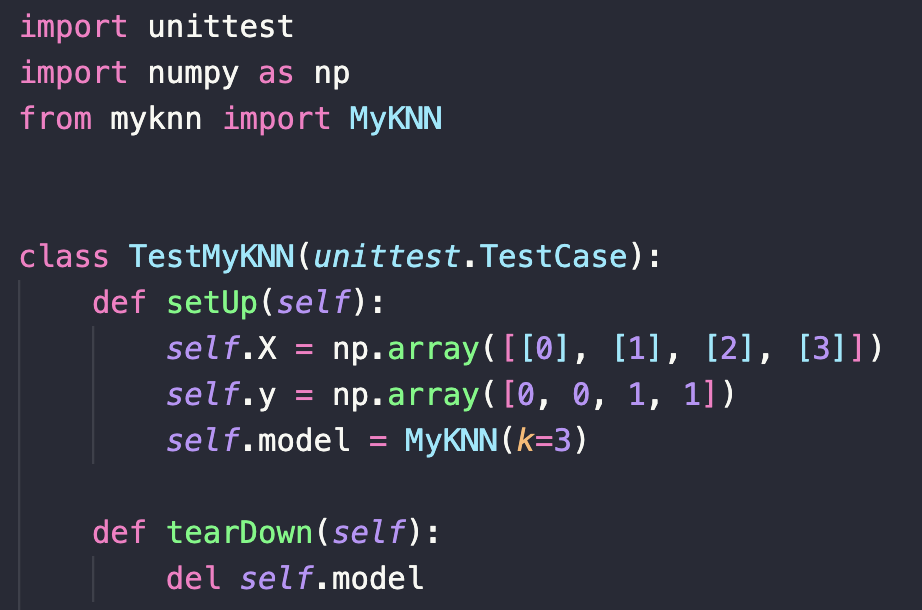 import unittest
import numpy as np
from myknn import MyKNN
class TestMyKNN(unittest.TestCase):
    def setUp(self):
        self.X = np.array([[0], [1], [2], [3]])
        self.y = np.array([0, 0, 1, 1])
        self.model = MyKNN(k=3)
    def tearDown(self):
        del self.model